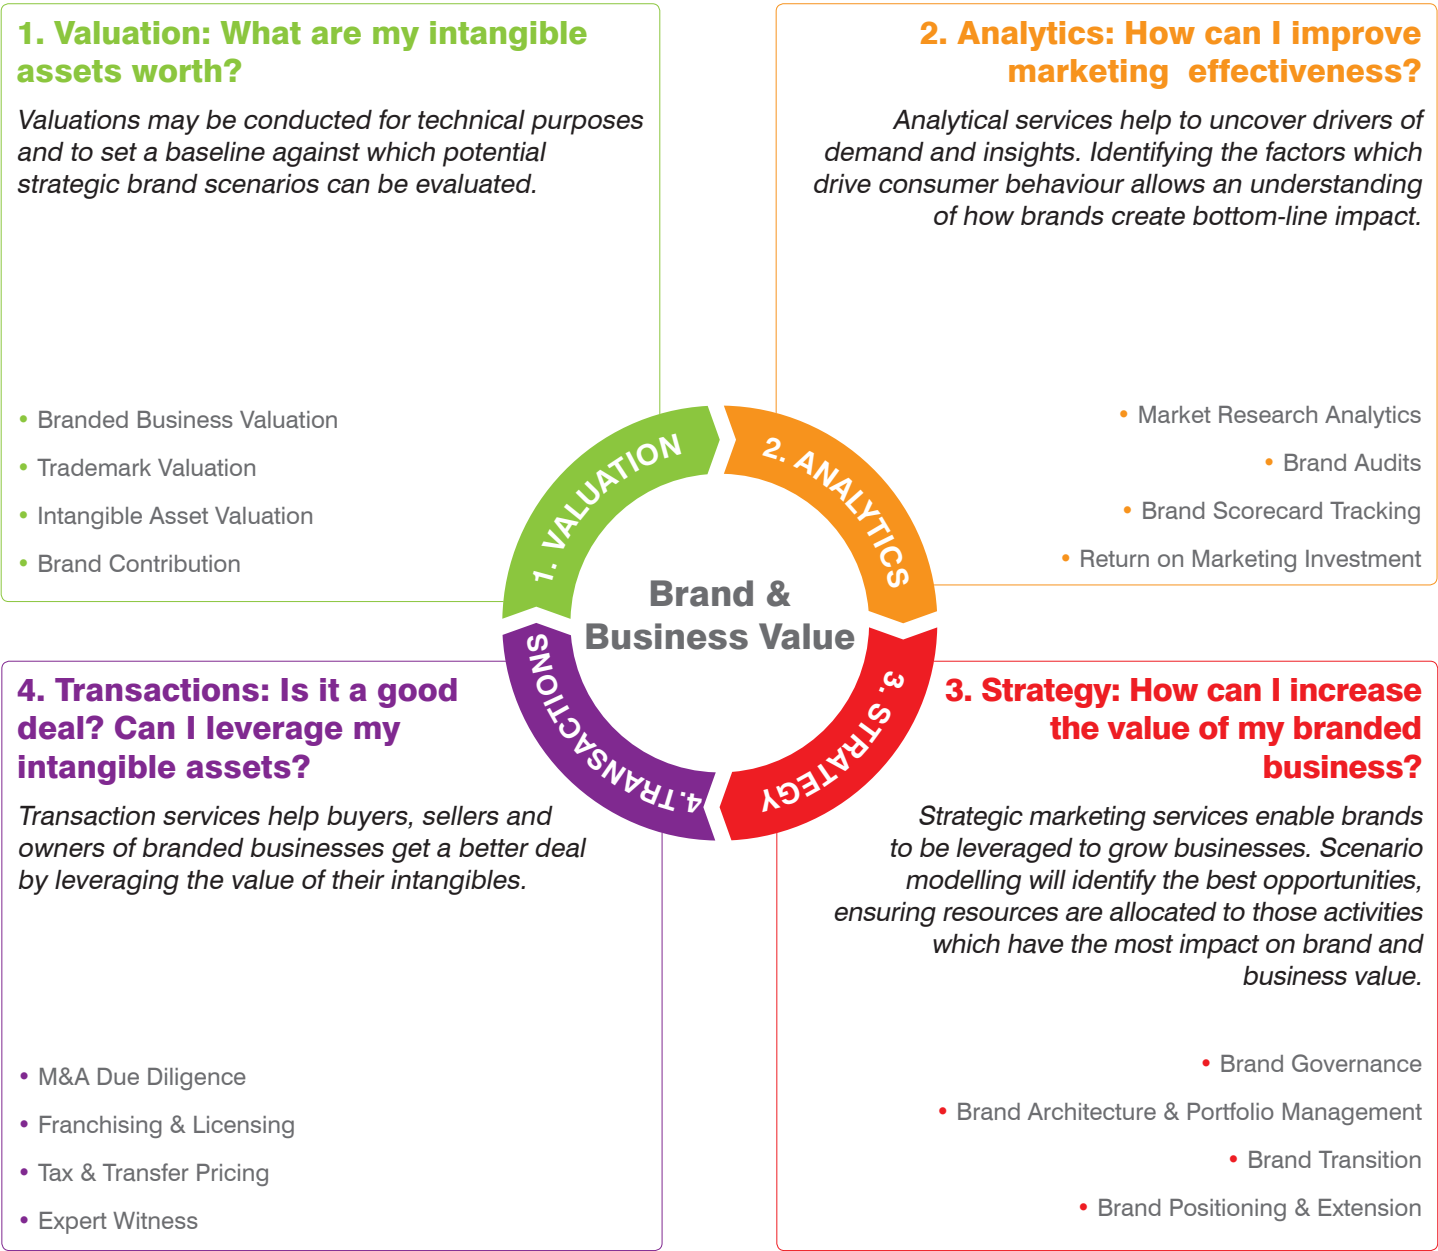 1. Valuation: What are my intangible
assets worth?
Valuations may be conducted for technical purposes
and to set a baseline against which potential
strategic brand scenarios can be evaluated.
• Branded Business Valuation
• Trademark Valuation
• Intangible Asset Valuation
• Brand Contribution
2. Analytics: How can I improve
marketing effectiveness?
Analytical services help to uncover drivers of
demand and insights. Identifying the factors which
drive consumer behaviour allows an understanding
of how brands create bottom-line impact.
• Market Research Analytics
• Brand Audits
• Brand Scorecard Tracking
• Return on Marketing Investment
1. VALUATION
2. ANALYTICS
3. STRATEGY
4. TRANSACTIONS
Brand &
Business Value
4. Transactions: Is it a good
deal? Can I leverage my
intangible assets?
Transaction services help buyers, sellers and
owners of branded businesses get a better deal
by leveraging the value of their intangibles.
• M&A Due Diligence
• Franchising & Licensing
• Tax & Transfer Pricing
• Expert Witness
3. Strategy: How can I increase
the value of my branded
business?
Strategic marketing services enable brands
to be leveraged to grow businesses. Scenario
modelling will identify the best opportunities,
ensuring resources are allocated to those activities
which have the most impact on brand and
business value.
• Brand Governance
• Brand Architecture & Portfolio Management
• Brand Transition
• Brand Positioning & Extension